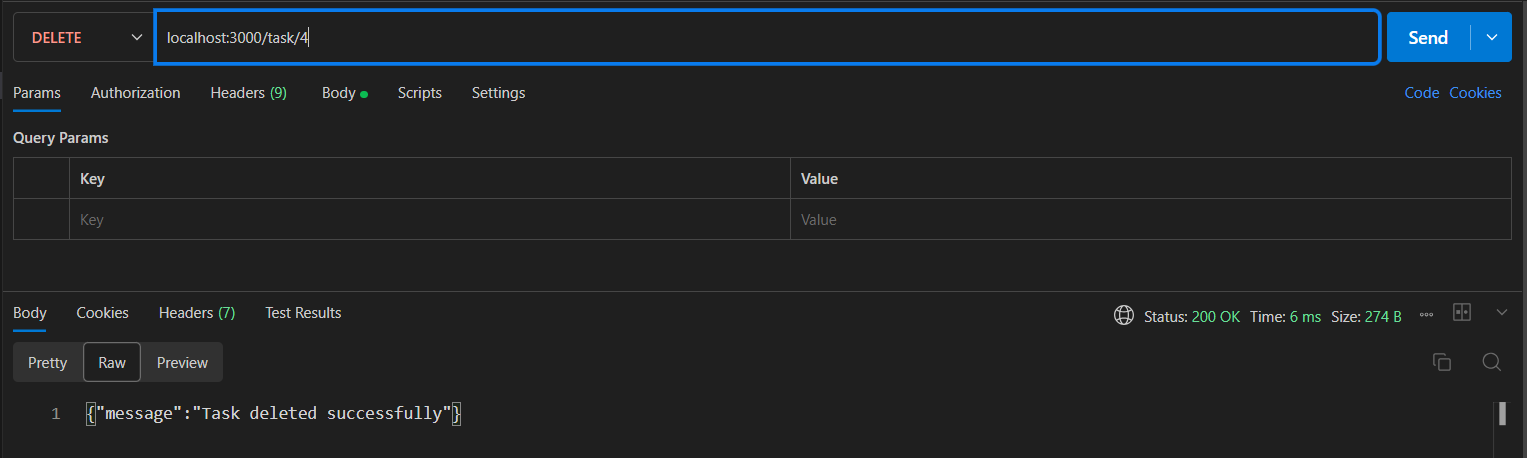 DELETE localhost:3000/task/4 Send
Params Authorization Headers (9) Body Scripts Settings Code Cookies
Query Params
Key Value
Key Value
Body Cookies Headers (7) Test Results Status: 200 OK Time: 6 ms Size: 274 B
Pretty Raw Preview
1 {"message":"Task deleted successfully"}